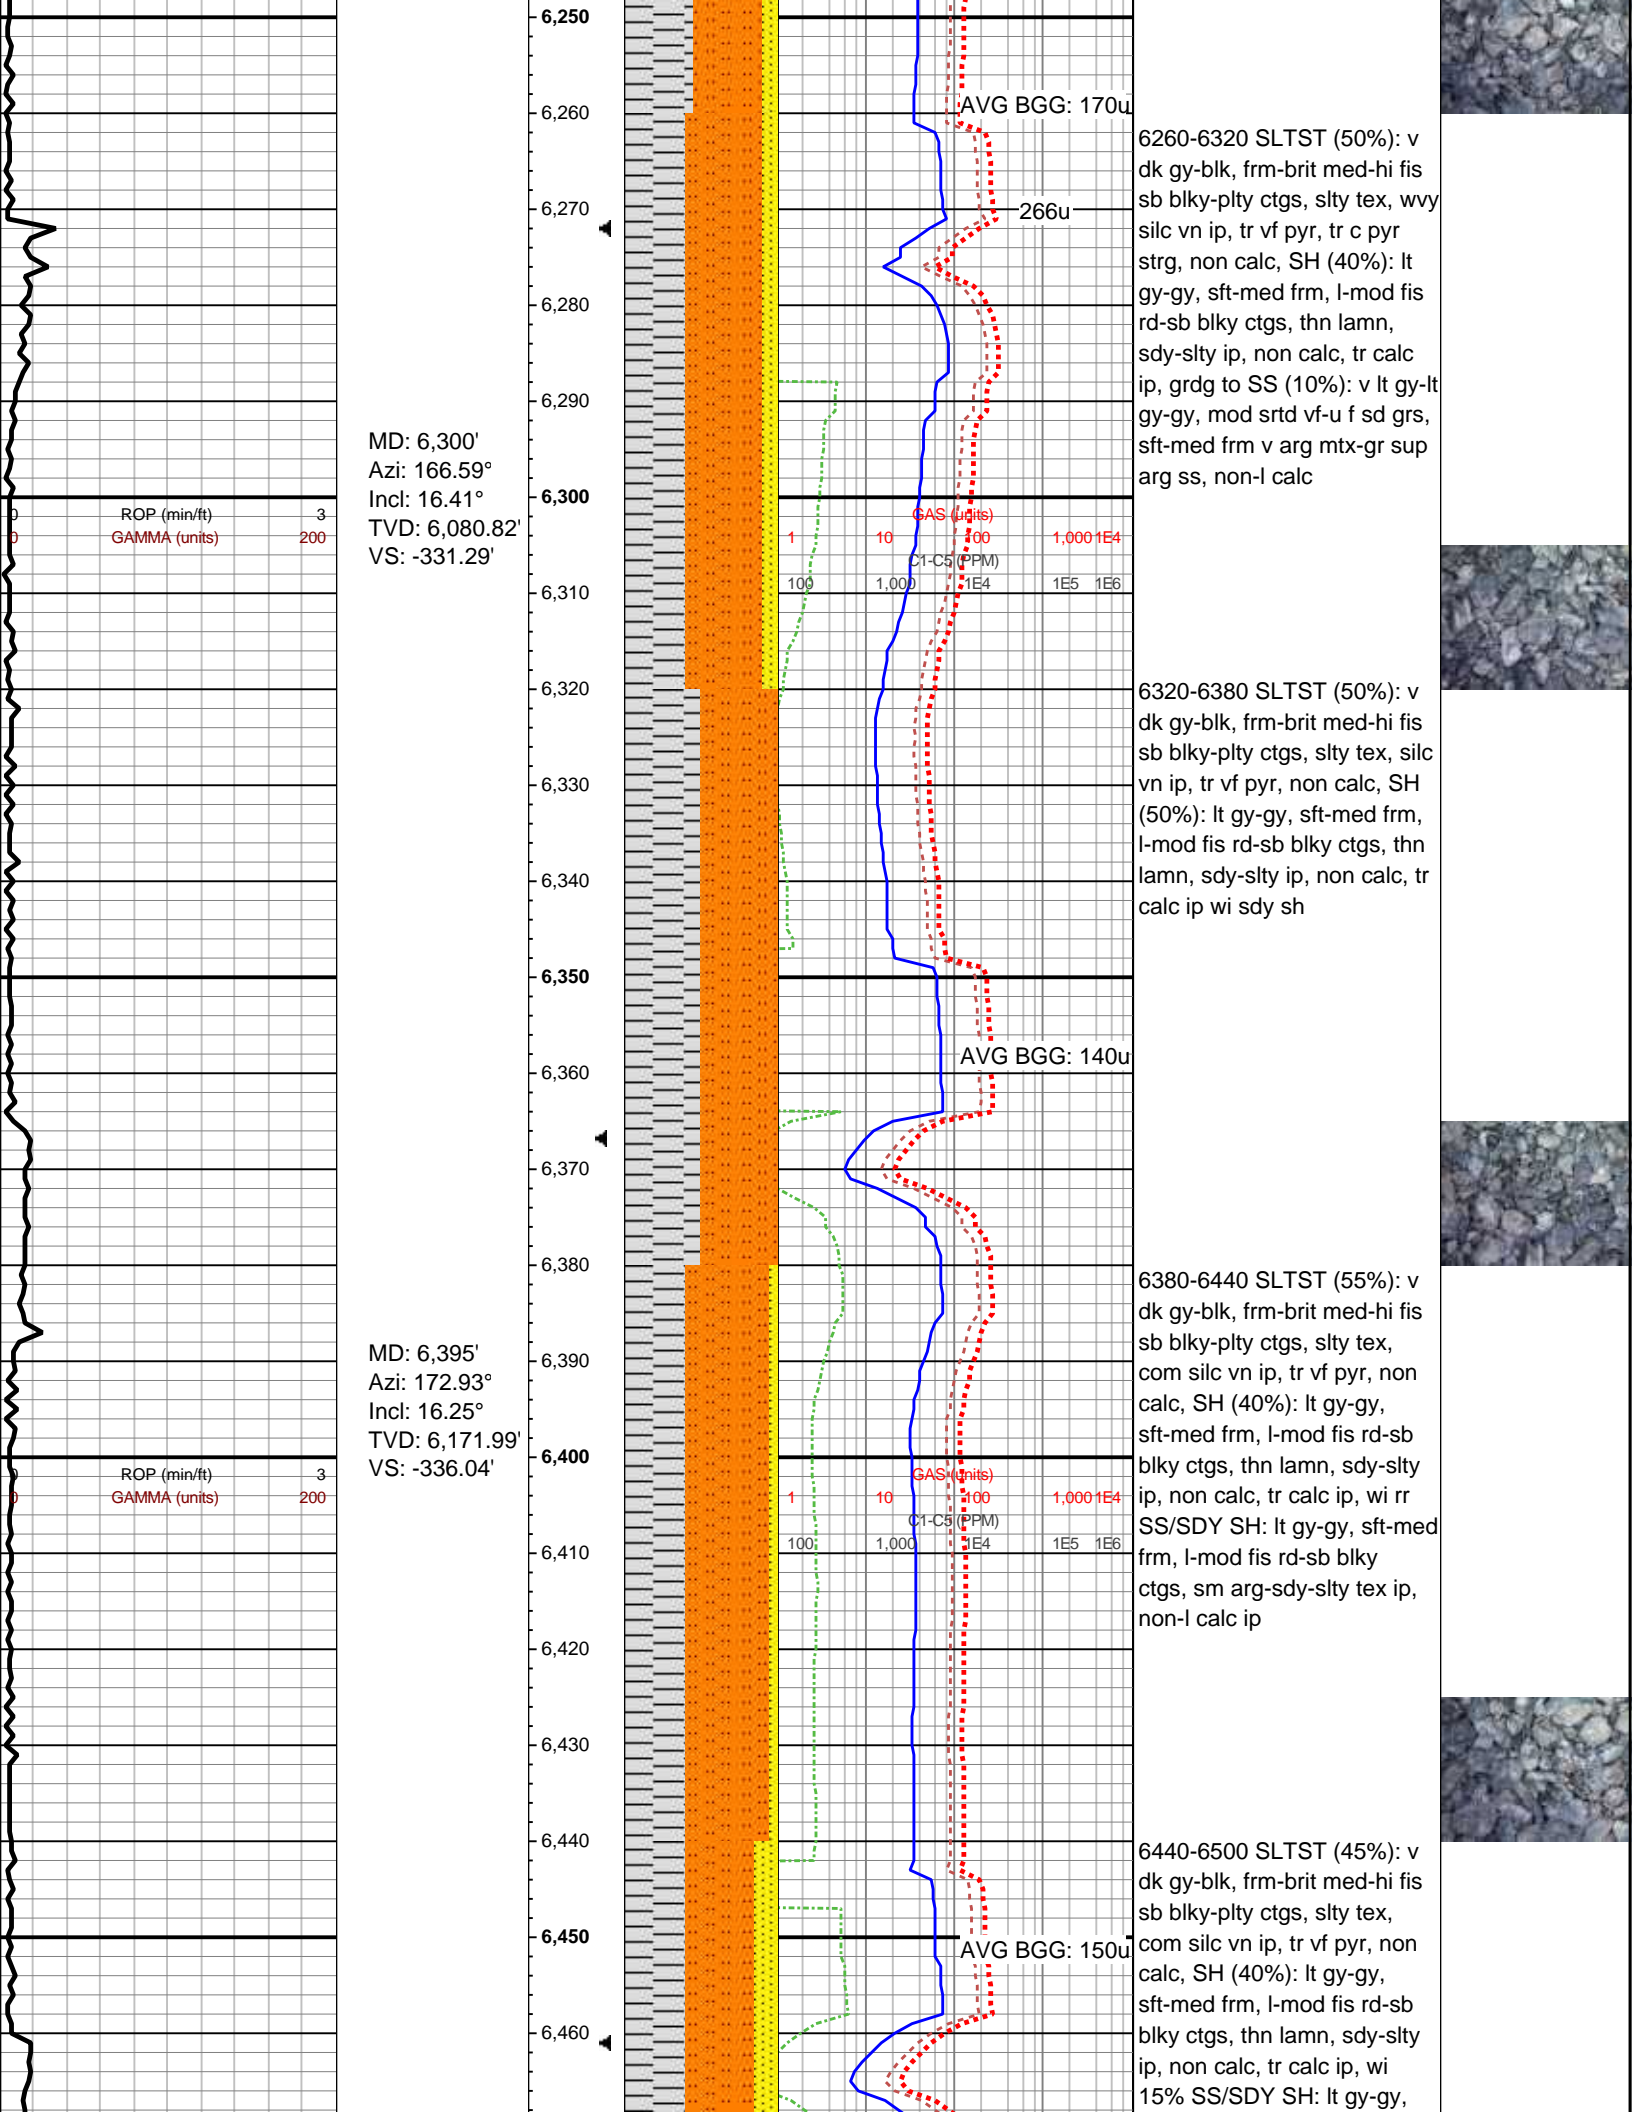 6,250
6,260
6,270
6,280
6,290
6,300
6,310
6,320
6,330
6,340
6,350
6,360
6,370
6,380
6,390
6,400
6,410
6,420
6,430
6,440
6,450
6,460
MD: 6,300'
Azi: 166.59°
Incl: 16.41°
TVD: 6,080.82'
VS: -331.29'
0 ROP (min/ft) 3
0 GAMMA (units) 200
MD: 6,395'
Azi: 172.93°
Incl: 16.25°
TVD: 6,171.99'
VS: -336.04'
0 ROP (min/ft) 3
0 GAMMA (units) 200
AVG BGG: 170u
266u
GAS (units)
1 10 100 1,000 1E4
C1-C5 (PPM)
100 1,000 1E4 1E5 1E6
AVG BGG: 140u
GAS (units)
1 10 100 1,000 1E4
C1-C5 (PPM)
100 1,000 1E4 1E5 1E6
AVG BGG: 150u
6260-6320 SLTST (50%): v
dk gy-blk, frm-brit med-hi fis
sb blky-plty ctgs, slty tex, wvy
silc vn ip, tr vf pyr, tr c pyr
strg, non calc, SH (40%): lt
gy-gy, sft-med frm, l-mod fis
rd-sb blky ctgs, thn lamn,
sdy-slty ip, non calc, tr calc
ip, grdg to SS (10%): v lt gy-lt
gy-gy, mod srtd vf-u f sd grs,
sft-med frm v arg mtx-gr sup
arg ss, non-l calc
6320-6380 SLTST (50%): v
dk gy-blk, frm-brit med-hi fis
sb blky-plty ctgs, slty tex, silc
vn ip, tr vf pyr, non calc, SH
(50%): lt gy-gy, sft-med frm,
l-mod fis rd-sb blky ctgs, thn
lamn, sdy-slty ip, non calc, tr
calc ip wi sdy sh
6380-6440 SLTST (55%): v
dk gy-blk, frm-brit med-hi fis
sb blky-plty ctgs, slty tex,
com silc vn ip, tr vf pyr, non
calc, SH (40%): lt gy-gy,
sft-med frm, l-mod fis rd-sb
blky ctgs, thn lamn, sdy-slty
ip, non calc, tr calc ip, wi rr
SS/SDY SH: lt gy-gy, sft-med
frm, l-mod fis rd-sb blky
ctgs, sm arg-sdy-slty tex ip,
non-l calc ip
6440-6500 SLTST (45%): v
dk gy-blk, frm-brit med-hi fis
sb blky-plty ctgs, slty tex,
com silc vn ip, tr vf pyr, non
calc, SH (40%): lt gy-gy,
sft-med frm, l-mod fis rd-sb
blky ctgs, thn lamn, sdy-slty
ip, non calc, tr calc ip, wi
15% SS/SDY SH: lt gy-gy,